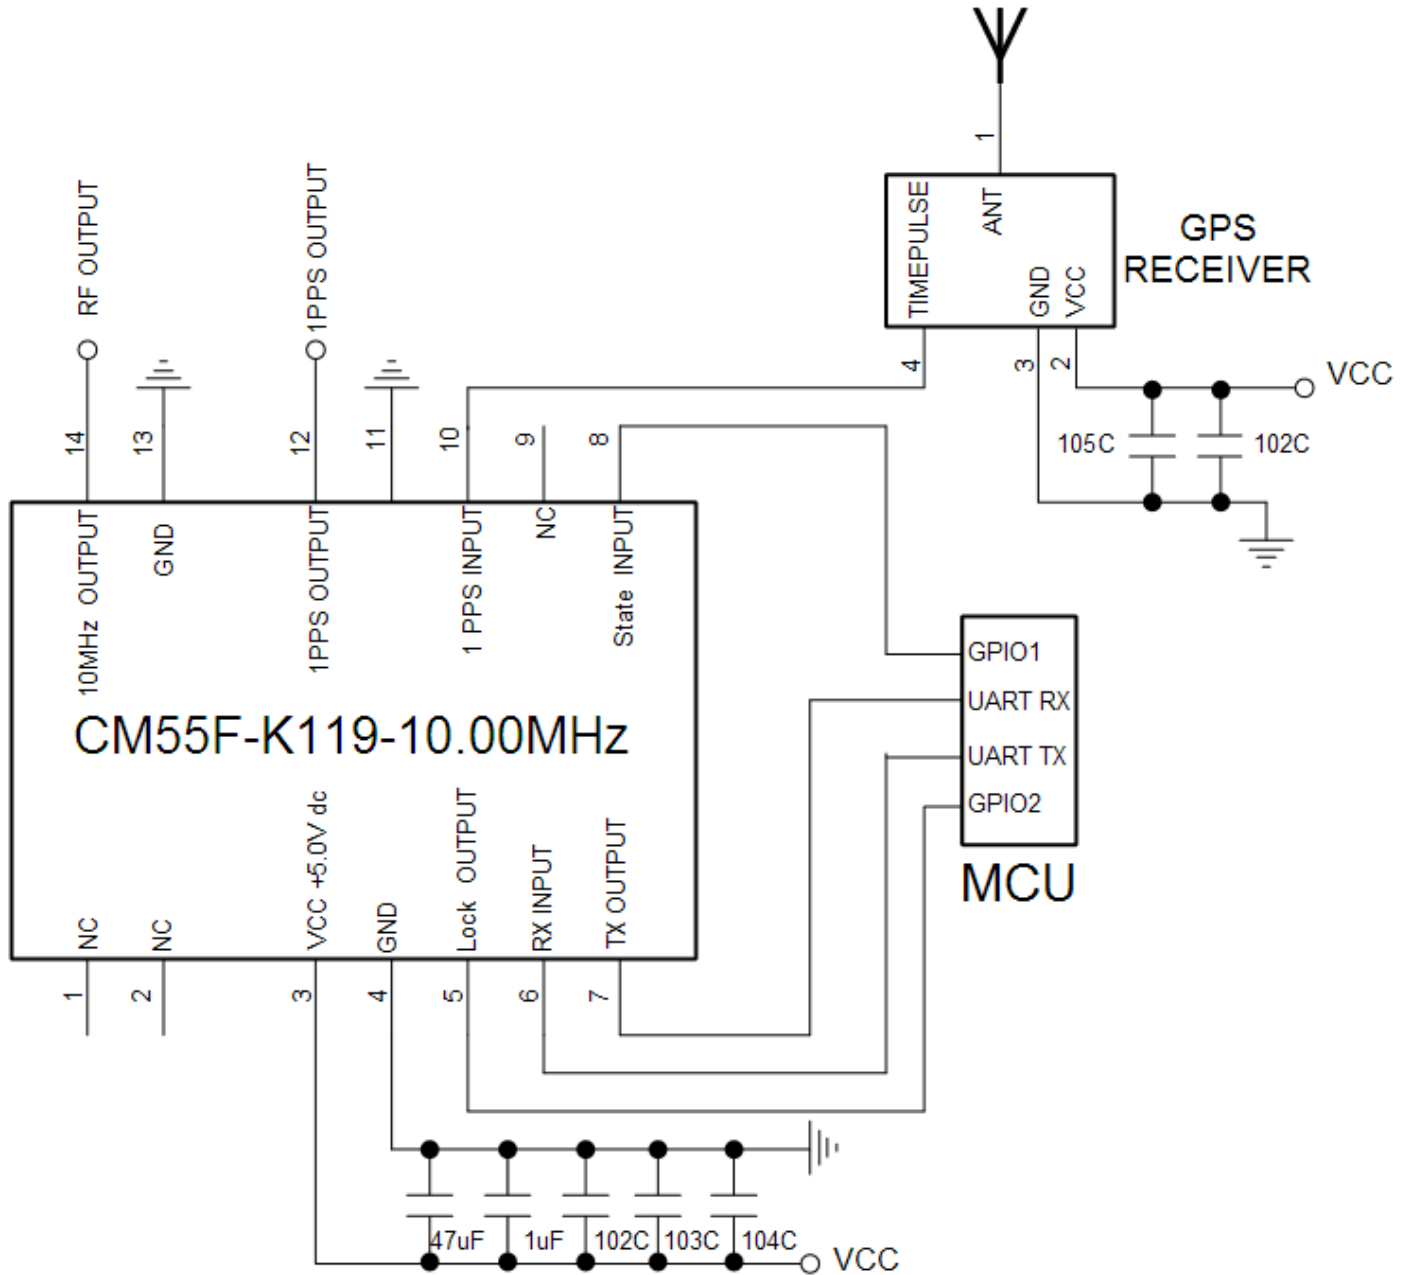 1
TIMEPULSE
ANT
GND
VCC
GPS
RECEIVER
4
3
2
VCC
105C
102C
RF OUTPUT
1PPS OUTPUT
14
13
12
11
10
9
8
10MHz OUTPUT
GND
1PPS OUTPUT
1 PPS INPUT
NC
State INPUT
CM55F-K119-10.00MHz
GPIO1
UART RX
UART TX
GPIO2
MCU
NC
NC
VCC +5.0V dc
GND
Lock OUTPUT
RX INPUT
TX OUTPUT
1
2
3
4
5
6
7
47uF
1uF
102C
103C
104C
VCC